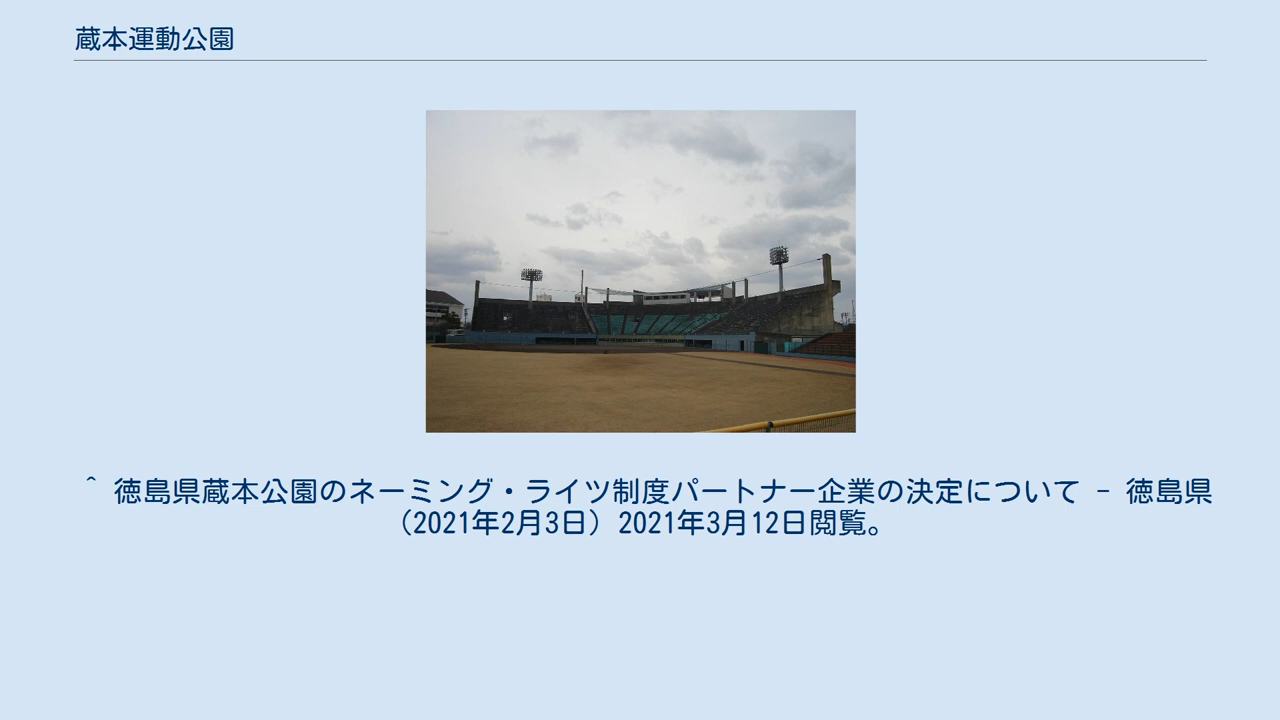 蔵本運動公園
^ 徳島県蔵本公園のネーミング・ライツ制度パートナー企業の決定について - 徳島県
（2021年2月3日）2021年3月12日閲覧。